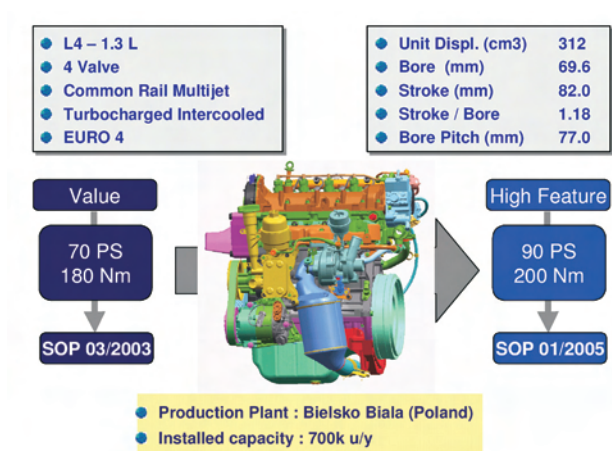 L4 – 1.3 L
4 Valve
Common Rail Multijet
Turbocharged Intercooled
EURO 4
Unit Displ. (cm3) 312
Bore (mm) 69.6
Stroke (mm) 82.0
Stroke / Bore 1.18
Bore Pitch (mm) 77.0
Value
70 PS
180 Nm
SOP 03/2003
High Feature
90 PS
200 Nm
SOP 01/2005
Production Plant : Bielsko Biala (Poland)
Installed capacity : 700k u/y